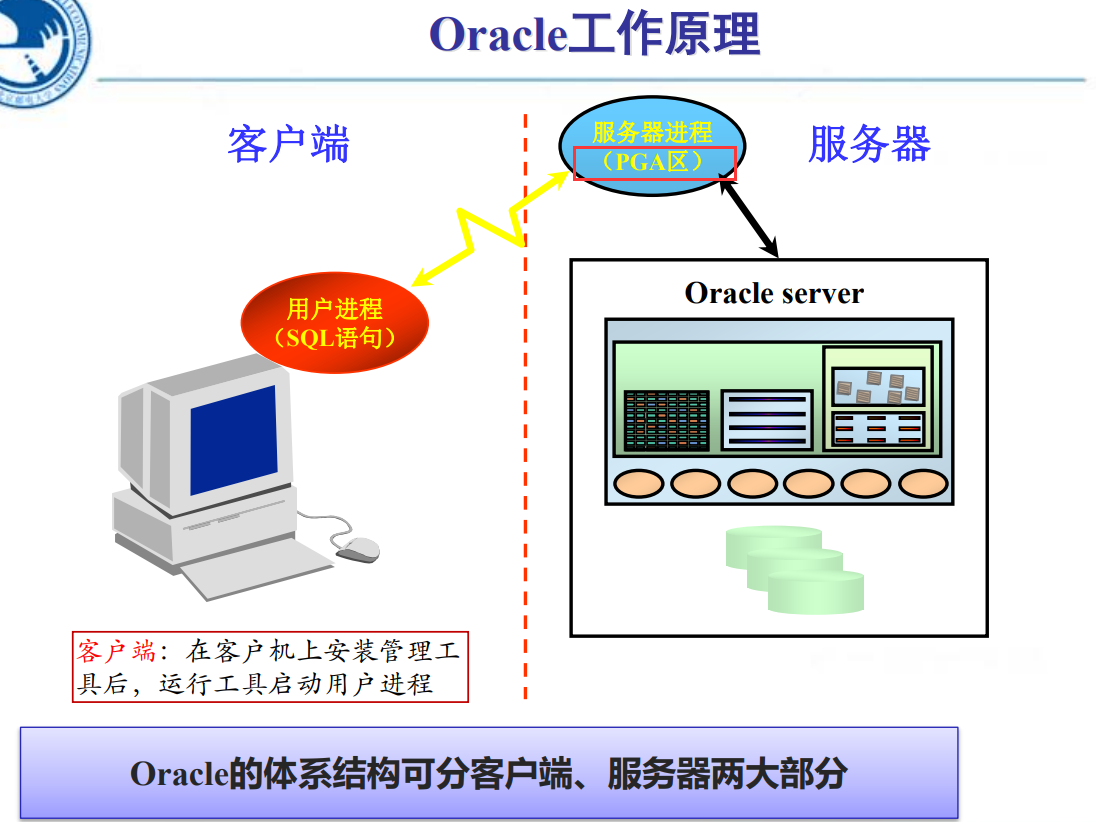 Oracle工作原理
客户端
服务器进程
（PGA区）
服务器
用户进程
（SQL语句）
Oracle server
客户端：在客户机上安装管理工
具后，运行工具启动用户进程
Oracle的体系结构可分客户端、服务器两大部分